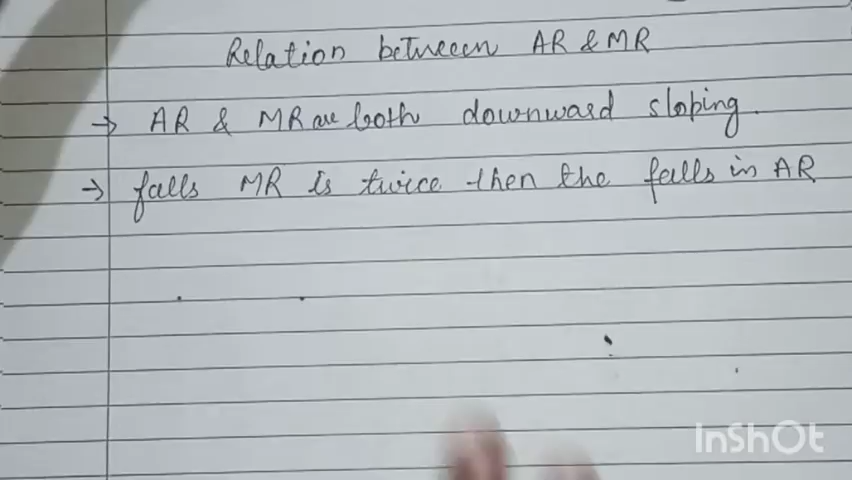 Relation between AR & MR
→ AR & MR are both downward sloping.
→ falls MR is twice then the falls in AR
InShOt